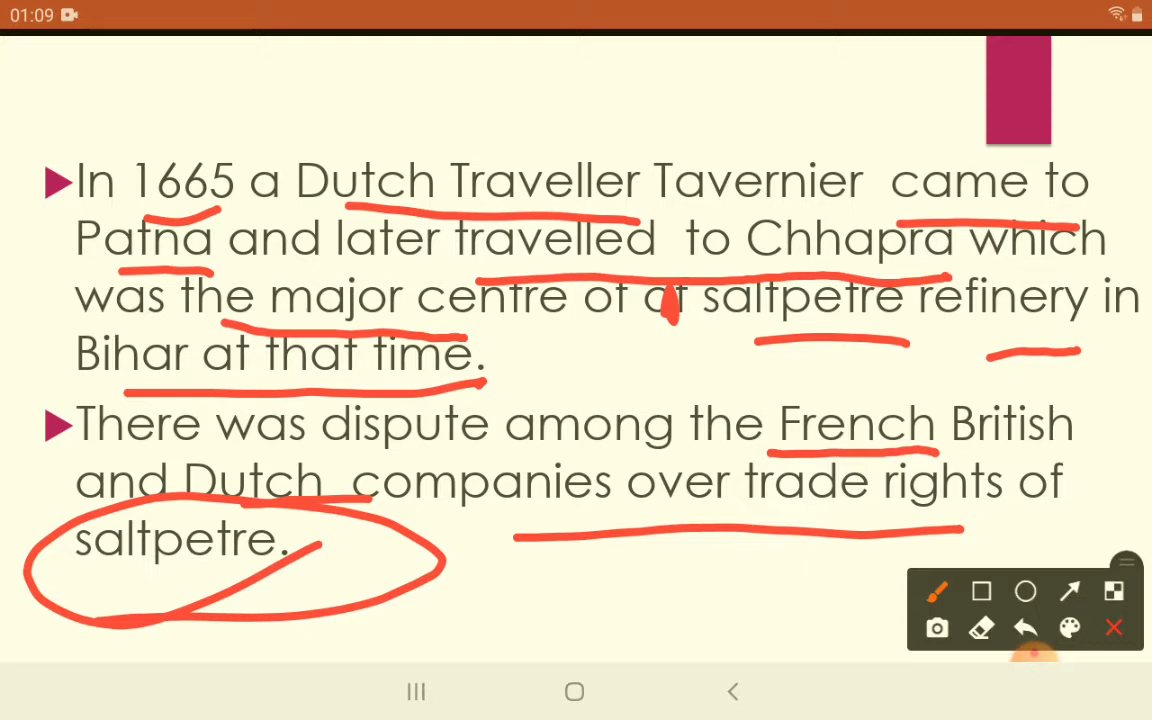 01:09
In 1665 a Dutch Traveller Tavernier came to
Patna and later travelled to Chhapra which
was the major centre of of saltpetre refinery in
Bihar at that time.
There was dispute among the French British
and Dutch companies over trade rights of
saltpetre.